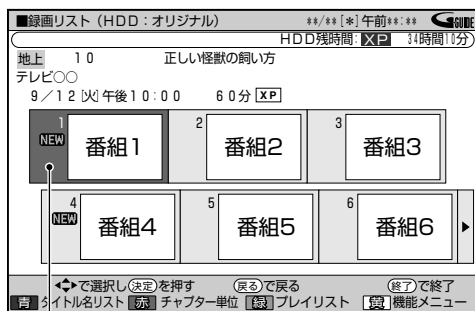 ■録画リスト(HDD:オリジナル) **/**[*]午前**:** G-GUIDE
HDD残時間:XP 34時間10分
地上 10 正しい怪獣の飼い方
テレビ○○
9/12[火]午後10:00 60分 XP
1 NEW 番組1
2 番組2
3 番組3
4 NEW 番組4
5 番組5
6 番組6
で選択し決定を押す 戻るで戻る 終了で終了
青 タイトル名リスト 赤 チャプター単位 緑 プレイリスト 黄 機能メニュー